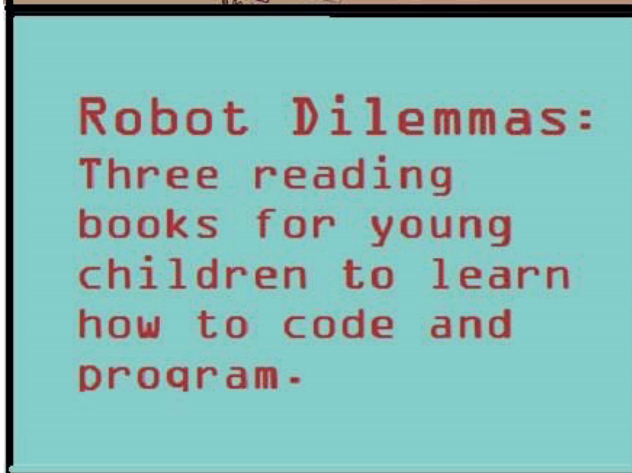 Robot Dilemmas:
Three reading
books for young
children to learn
how to code and
program.